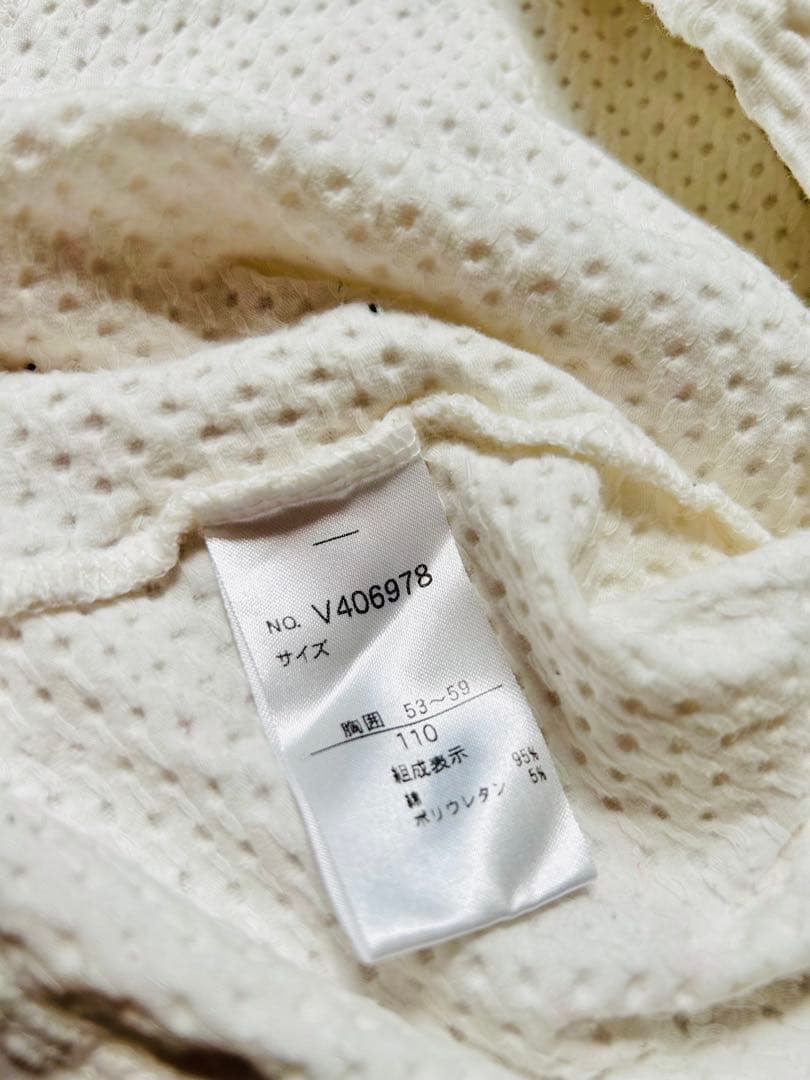 NO. V406978
サイズ
胸囲 53～59
110
組成表示
綿 95%
ポリウレタン 5%